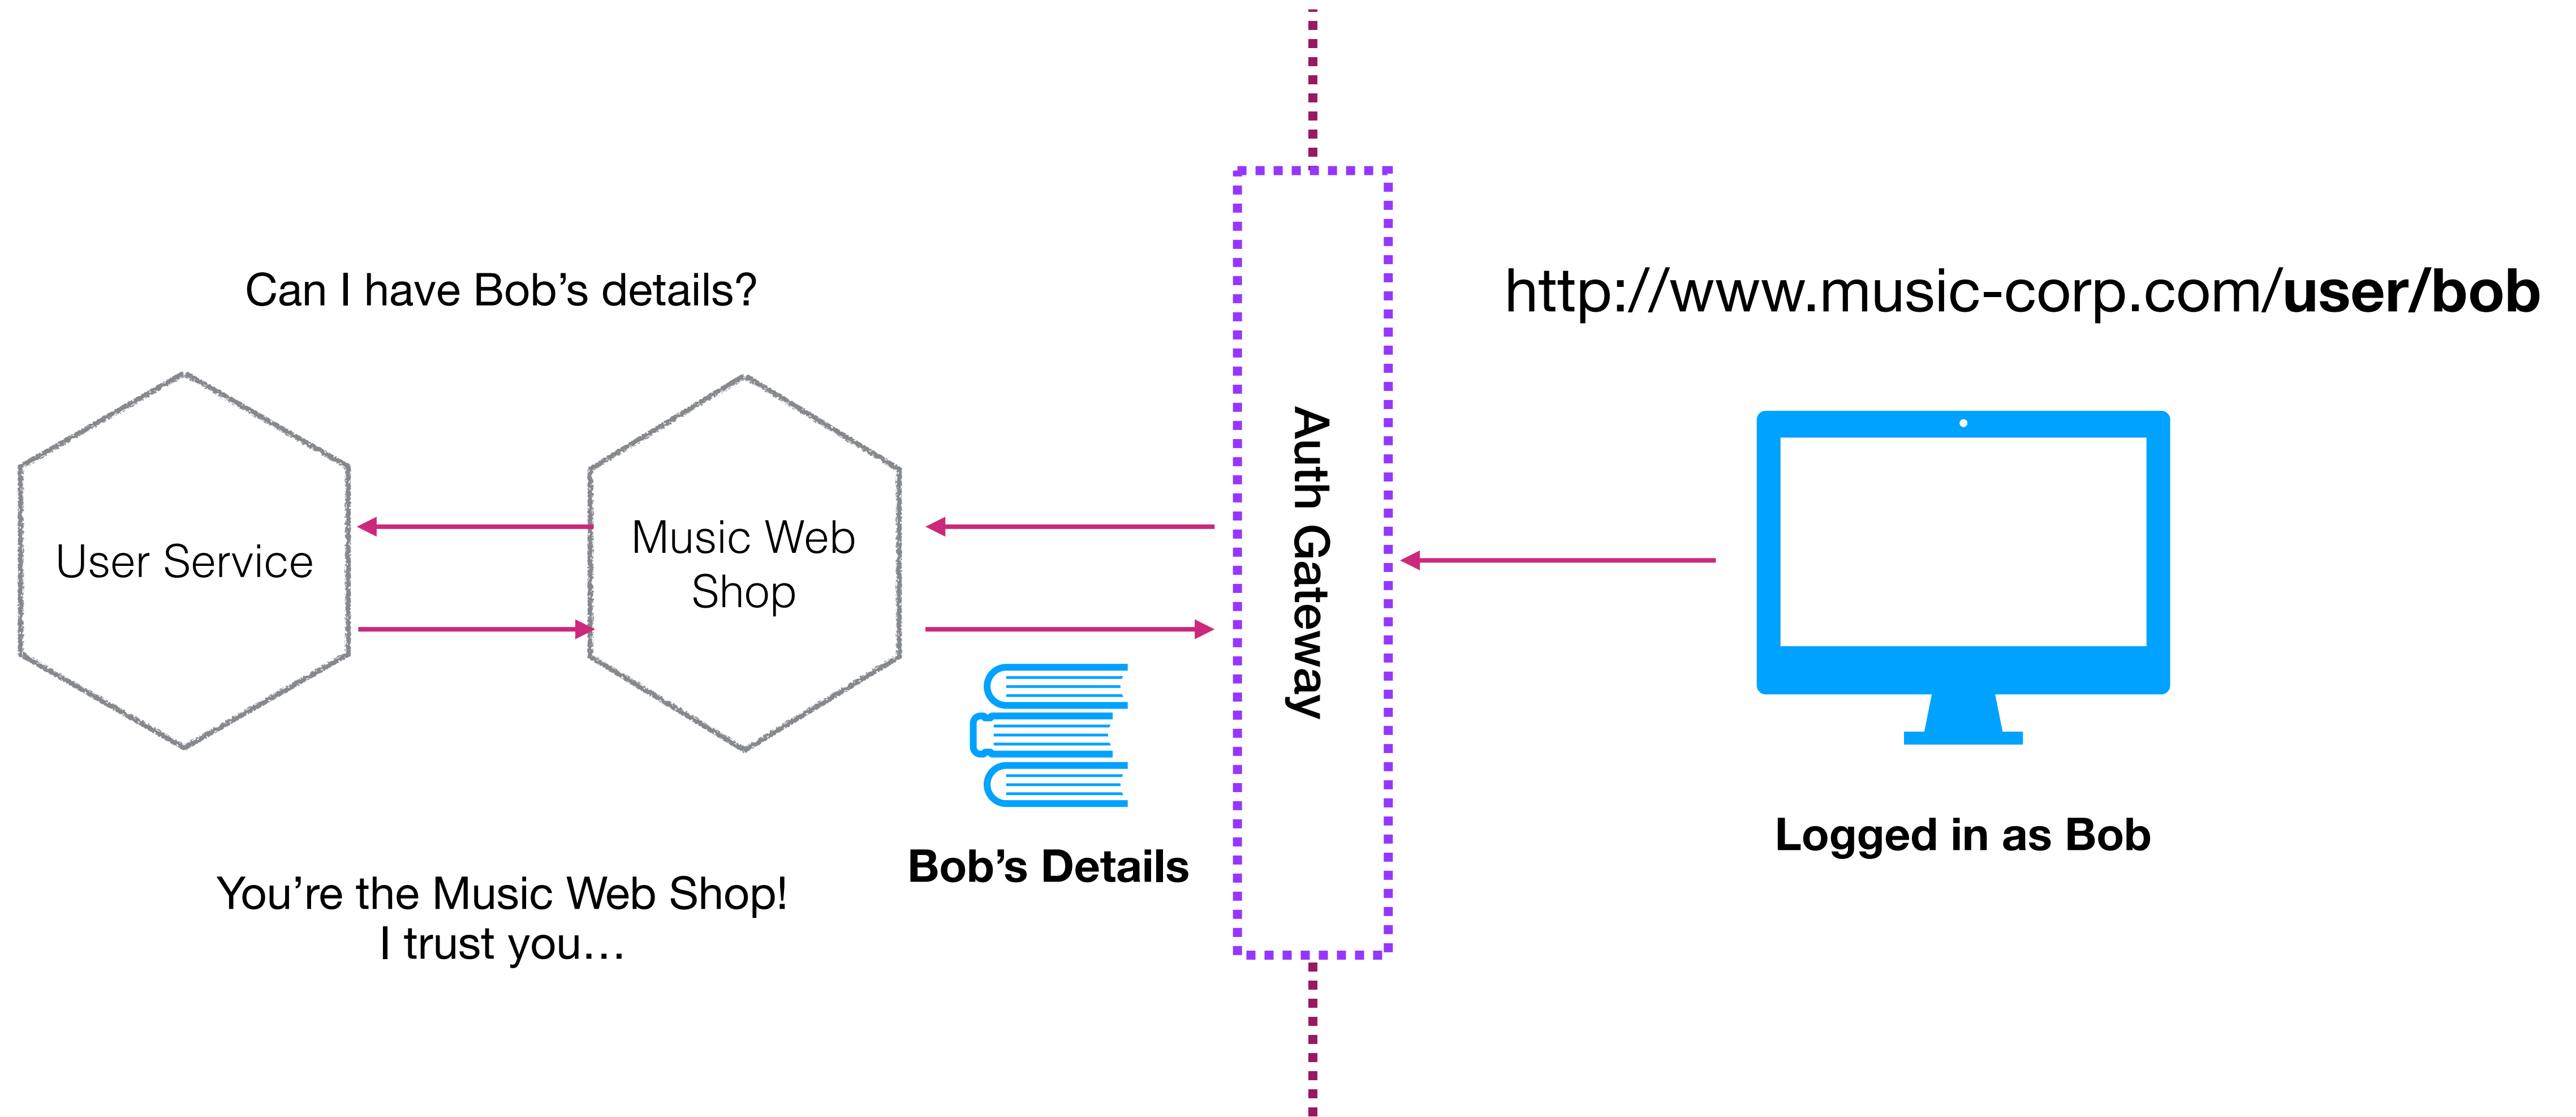 Can I have Bob’s details?
http://www.music-corp.com/user/bob
User Service
Music Web
Shop
Auth Gateway
Bob’s Details
Logged in as Bob
You’re the Music Web Shop!
I trust you…